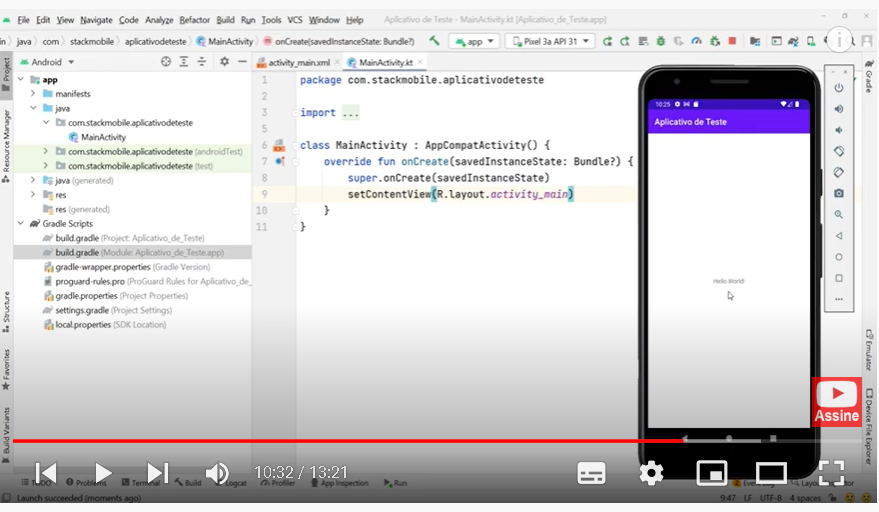 File Edit View Navigate Code Analyze Refactor Build Run Tools VCS Window Help Aplicativo de Teste - MainActivity.kt [Aplicativo_de_Teste.app]
java com stackmobile aplicativodeteste MainActivity onCreate(savedInstanceState: Bundle?) app Pixel 3a API 31
Android
activity_main.xml MainActivity.kt
Project
Resource Manager
Structure
Favorites
Build Variants
app
manifests
java
com.stackmobile.aplicativodeteste
MainActivity
com.stackmobile.aplicativodeteste (androidTest)
com.stackmobile.aplicativodeteste (test)
java (generated)
res
res (generated)
Gradle Scripts
build.gradle (Project: Aplicativo_de_Teste)
build.gradle (Module: Aplicativo_de_Teste.app)
gradle-wrapper.properties (Gradle Version)
proguard-rules.pro (ProGuard Rules for Aplicativo_de_
gradle.properties (Project Properties)
settings.gradle (Project Settings)
local.properties (SDK Location)
1 package com.stackmobile.aplicativodeteste
2
3 import ...
5
6 class MainActivity : AppCompatActivity() {
7 override fun onCreate(savedInstanceState: Bundle?) {
8 super.onCreate(savedInstanceState)
9 setContentView(R.layout.activity_main)
10 }
11 }
10:25
Aplicativo de Teste
Hello World!
Gradle
Emulator
Device File Explorer
Assine
10:32 / 13:21
TODO Problems Terminal Build Logcat Profiler App Inspection Run
Launch succeeded (moments ago) 9:47 LF UTF-8 4 spaces